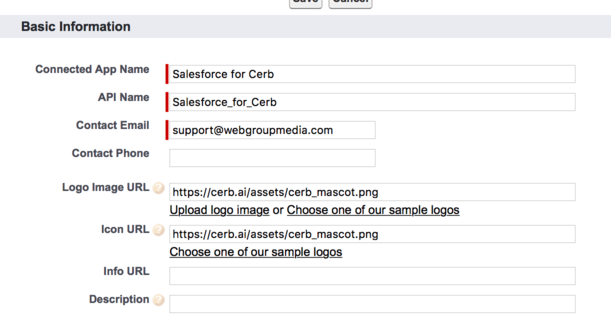 Save Cancel
Basic Information
Connected App Name Salesforce for Cerb
API Name Salesforce_for_Cerb
Contact Email support@webgroupmedia.com
Contact Phone
Logo Image URL ? https://cerb.ai/assets/cerb_mascot.png
Upload logo image or Choose one of our sample logos
Icon URL ? https://cerb.ai/assets/cerb_mascot.png
Choose one of our sample logos
Info URL
Description ?